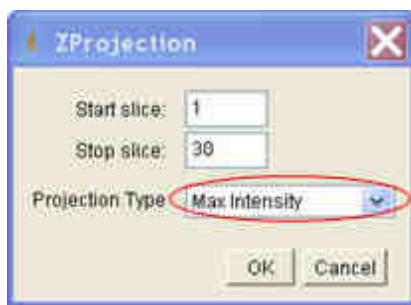 ZProjection
Start slice: 1
Stop slice: 30
Projection Type Max Intensity
OK Cancel